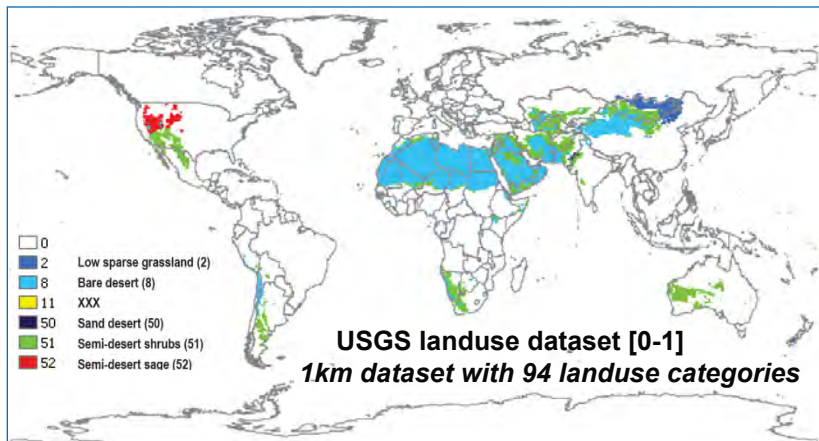 0
2 Low sparse grassland (2)
8 Bare desert (8)
11 XXX
50 Sand desert (50)
51 Semi-desert shrubs (51)
52 Semi-desert sage (52)
USGS landuse dataset [0-1]
1km dataset with 94 landuse categories